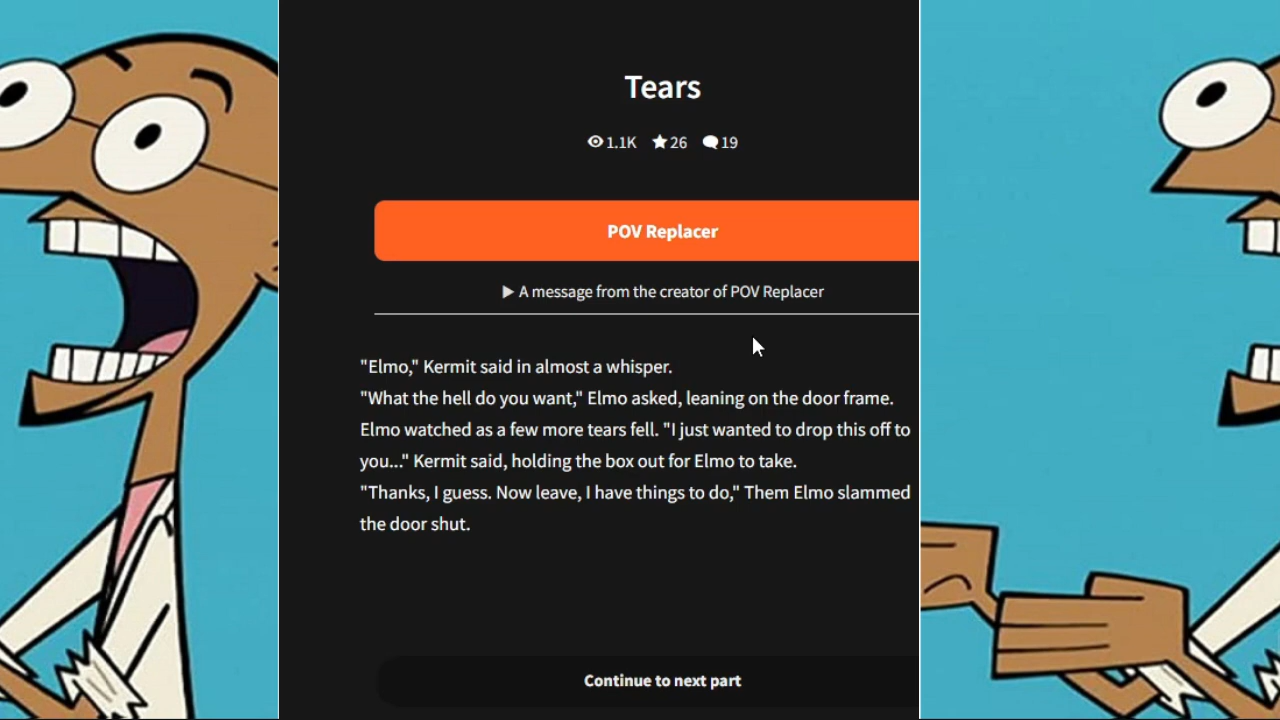 Tears
1.1K 26 19
POV Replacer
▶ A message from the creator of POV Replacer
"Elmo," Kermit said in almost a whisper.
"What the hell do you want," Elmo asked, leaning on the door frame.
Elmo watched as a few more tears fell. "I just wanted to drop this off to
you..." Kermit said, holding the box out for Elmo to take.
"Thanks, I guess. Now leave, I have things to do," Them Elmo slammed
the door shut.
Continue to next part